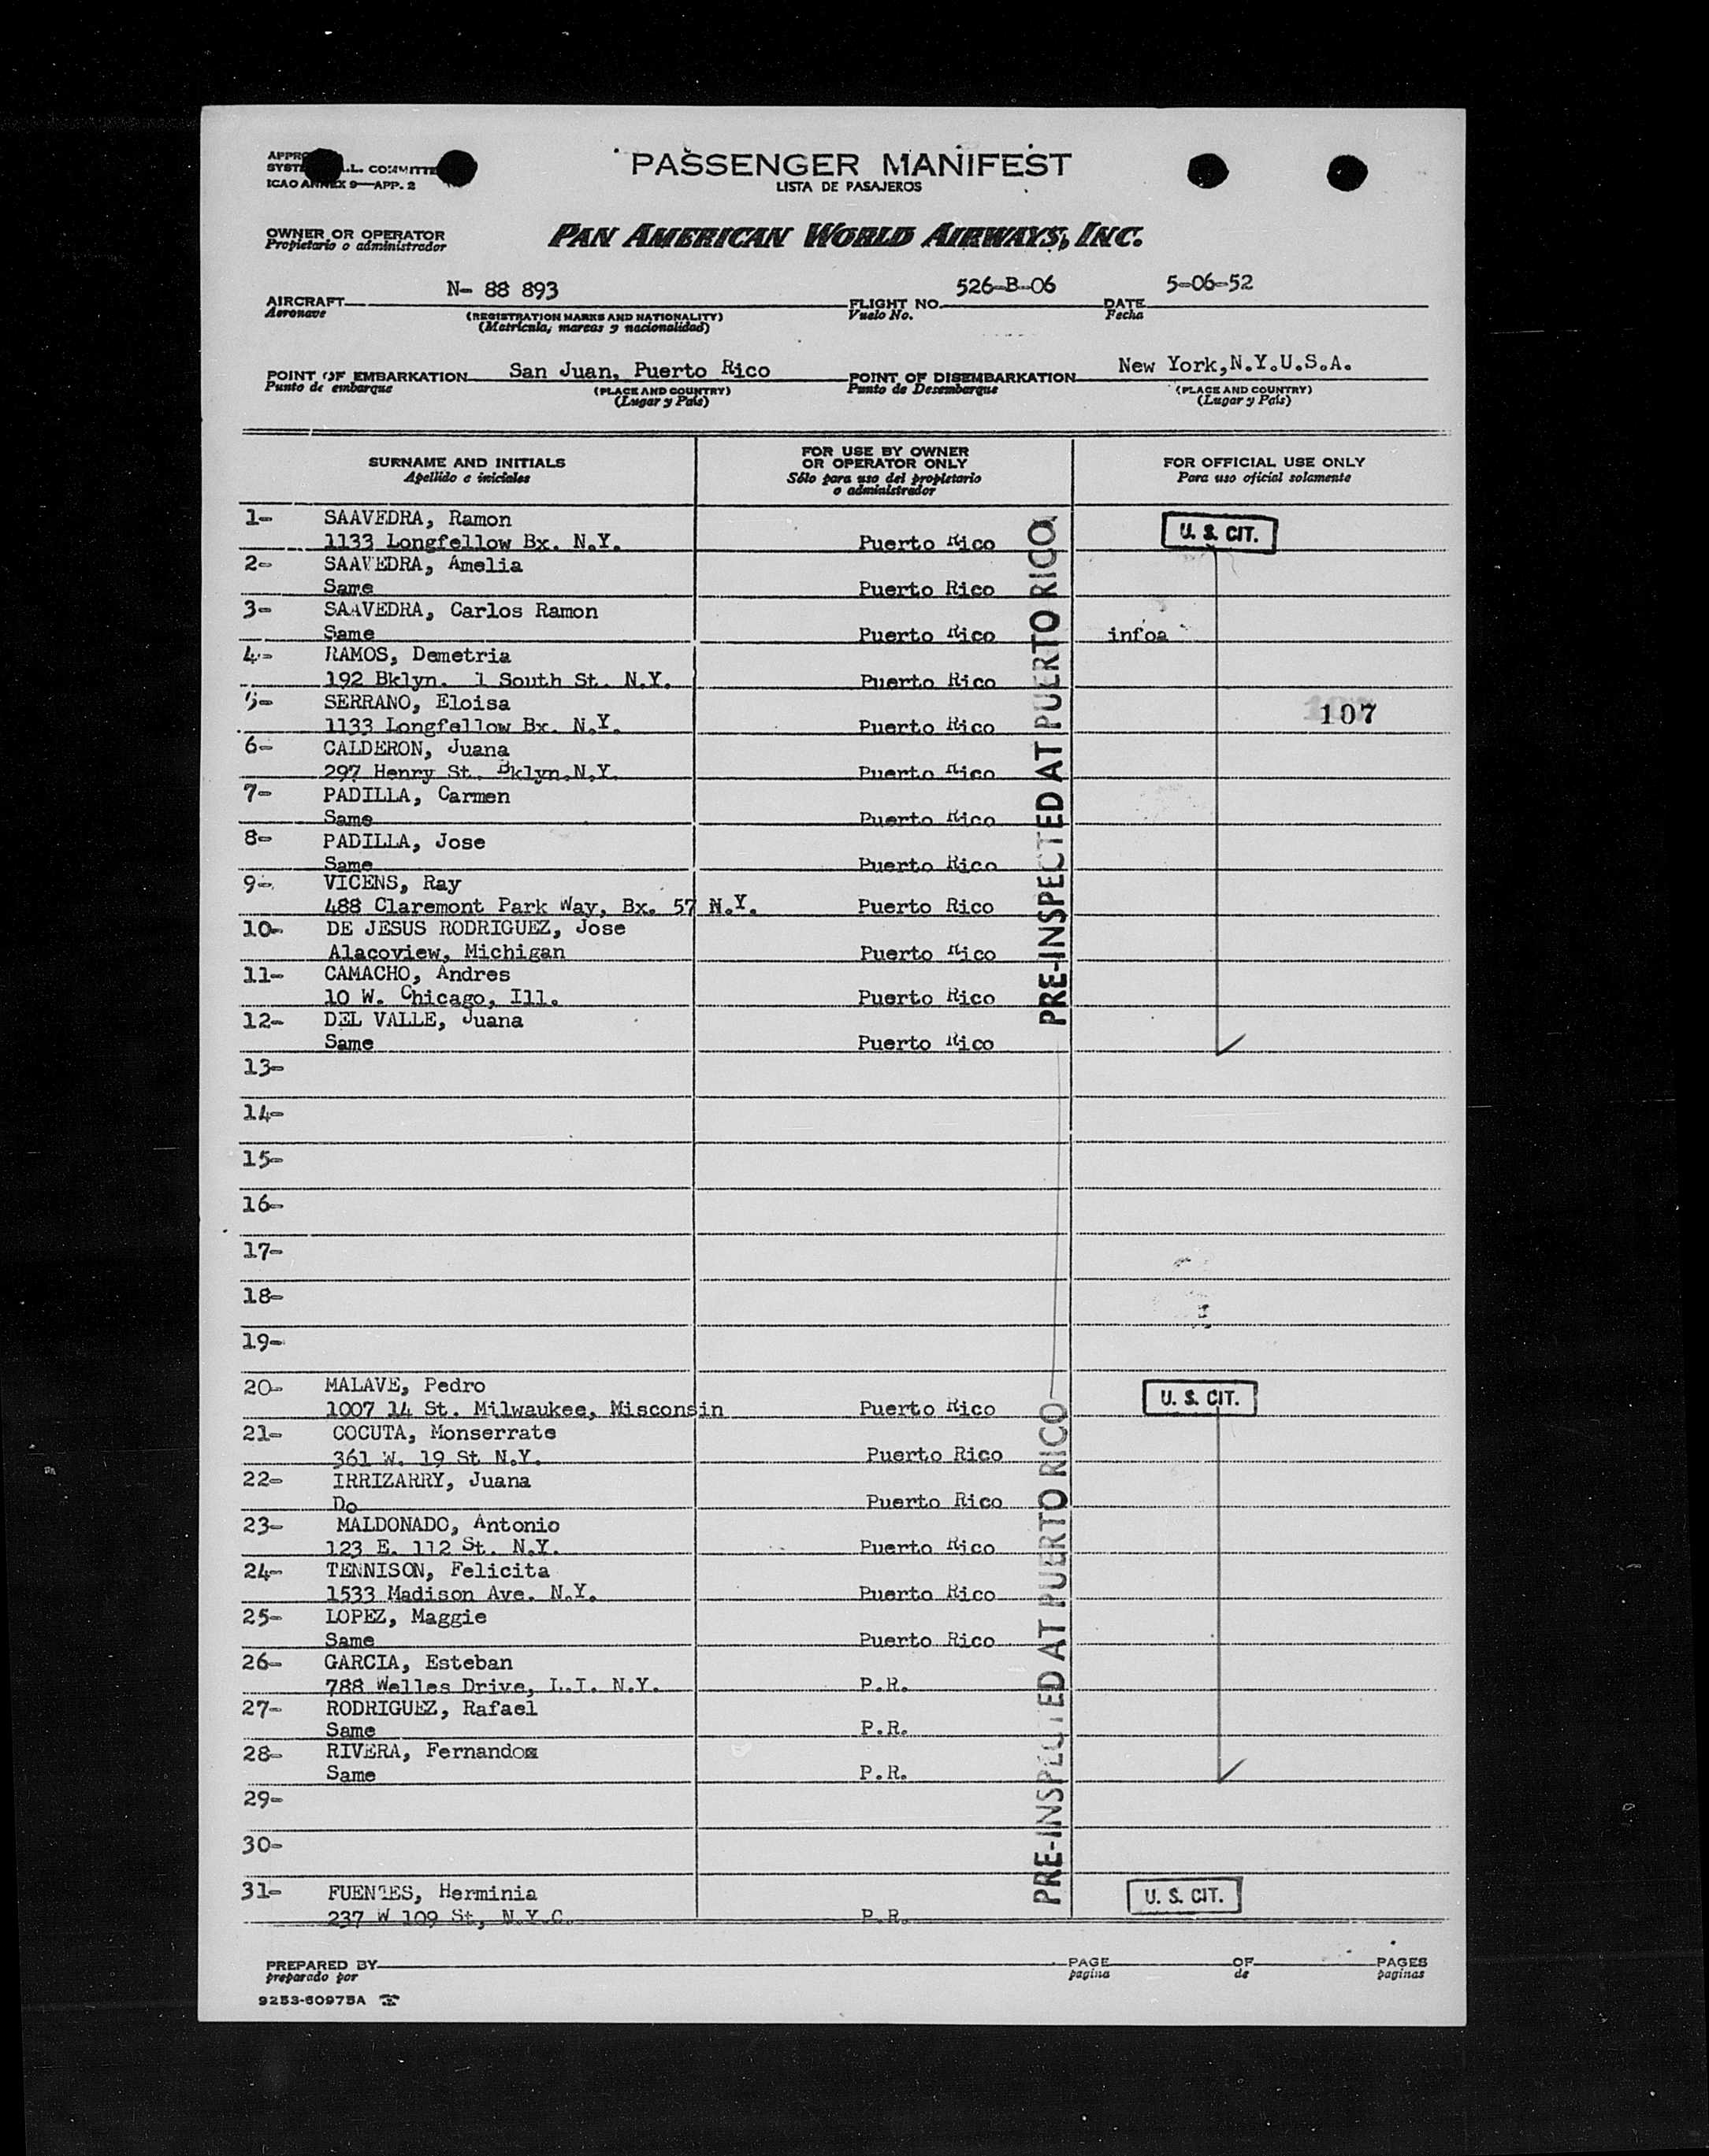 PASSENGER MANIFEST
LISTA DE PASAJEROS
ICAO ANNEX 9—APP. 2
OWNER OR OPERATOR
Propietario o administrador
PAN AMERICAN WORLD AIRWAYS, INC.
AIRCRAFT N- 88 893 FLIGHT NO. 526-B-06 DATE 5-06-52
Aeronave (REGISTRATION MARKS AND NATIONALITY) Vuelo No. Fecha
(Matrícula, marcas y nacionalidad)
POINT OF EMBARKATION San Juan, Puerto Rico POINT OF DISEMBARKATION New York,N.Y.U.S.A.
Punto de embarque (PLACE AND COUNTRY) Punto de Desembarque (PLACE AND COUNTRY)
(Lugar y País) (Lugar y País)
SURNAME AND INITIALS
Apellido e iniciales
FOR USE BY OWNER
OR OPERATOR ONLY
Sólo para uso del propietario
o administrador
FOR OFFICIAL USE ONLY
Para uso oficial solamente
1- SAAVEDRA, Ramon
1133 Longfellow Bx. N.Y. Puerto Rico U. S. CIT.
2- SAAVEDRA, Amelia
Same Puerto Rico
3- SAAVEDRA, Carlos Ramon
Same Puerto Rico infoa
4- RAMOS, Demetria
192 Bklyn. 1 South St. N.Y. Puerto Rico
5- SERRANO, Eloisa
1133 Longfellow Bx. N.Y. Puerto Rico 107
6- CALDERON, Juana
297 Henry St. Bklyn.N.Y. Puerto Rico
7- PADILLA, Carmen
Same Puerto Rico
8- PADILLA, Jose
Same Puerto Rico
9- VICENS, Ray
488 Claremont Park Way, Bx. 57 N.Y. Puerto Rico
10- DE JESUS RODRIGUEZ, Jose
Alacoview, Michigan Puerto Rico
11- CAMACHO, Andres
10 W. Chicago, Ill. Puerto Rico
12- DEL VALLE, Juana
Same Puerto Rico
PRE-INSPECTED AT PUERTO RICO
13-
14-
15-
16-
17-
18-
19-
20- MALAVE, Pedro
1007 14 St. Milwaukee, Misconsin Puerto Rico U. S. CIT.
21- COCUTA, Monserrate
361 W. 19 St N.Y. Puerto Rico
22- IRRIZARRY, Juana
Do Puerto Rico
23- MALDONADO, Antonio
123 E. 112 St. N.Y. Puerto Rico
24- TENNISON, Felicita
1533 Madison Ave. N.Y. Puerto Rico
25- LOPEZ, Maggie
Same Puerto Rico
26- GARCIA, Esteban
788 Welles Drive, L.I. N.Y. P.R.
27- RODRIGUEZ, Rafael
Same P.R.
28- RIVERA, Fernando
Same P.R.
29-
30-
31- FUENTES, Herminia U. S. CIT.
237 W 109 St, N.Y.C. P.R.
PRE-INSPECTED AT PUERTO RICO
PREPARED BY PAGE OF PAGES
preparado por pagina de paginas
9253-60975A